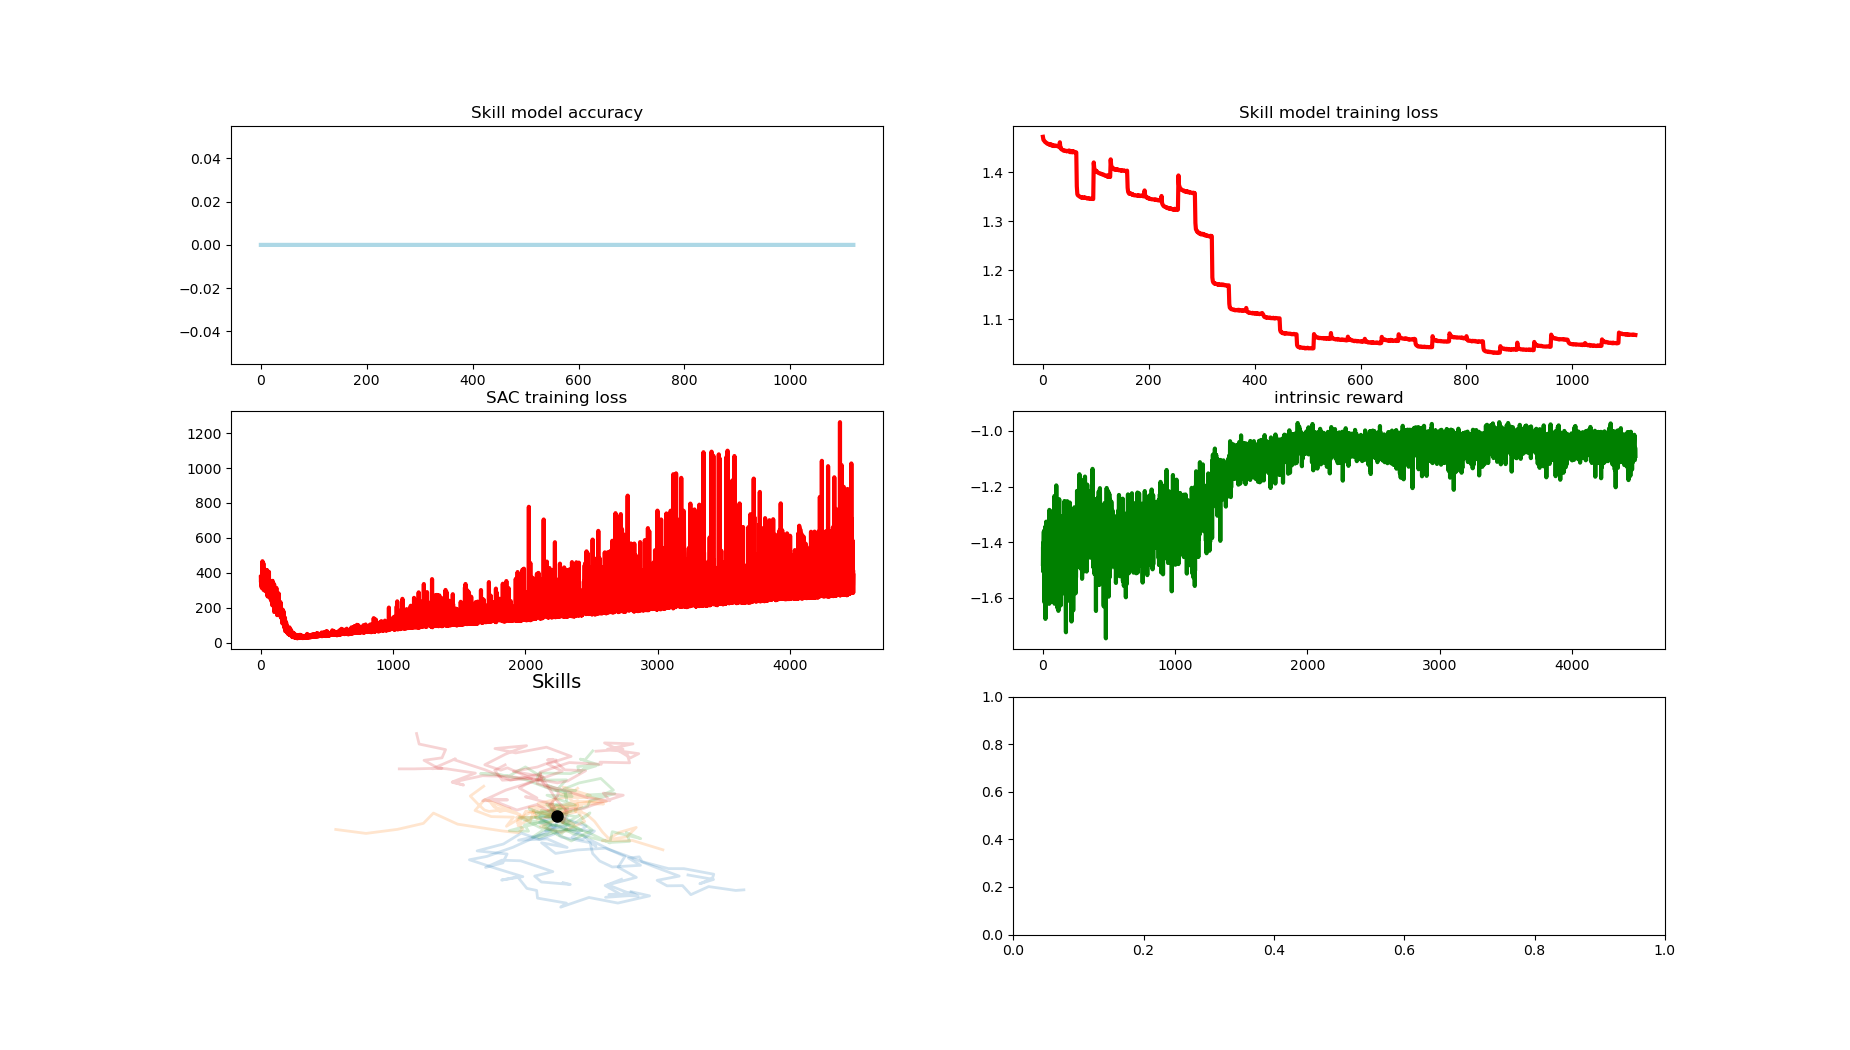 Skill model accuracy
0.04
0.02
0.00
−0.02
−0.04
0 200 400 600 800 1000
Skill model training loss
1.4
1.3
1.2
1.1
0 200 400 600 800 1000
SAC training loss
1200
1000
800
600
400
200
0
0 1000 2000 3000 4000
intrinsic reward
−1.0
−1.2
−1.4
−1.6
0 1000 2000 3000 4000
Skills
1.0
0.8
0.6
0.4
0.2
0.0
0.0 0.2 0.4 0.6 0.8 1.0